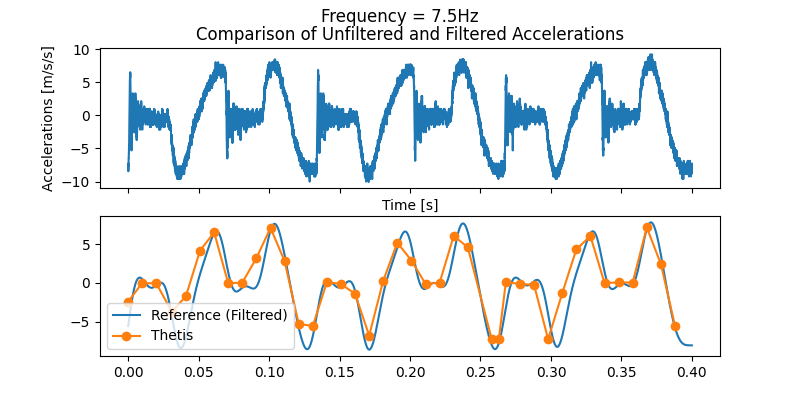 Frequency = 7.5Hz
Comparison of Unfiltered and Filtered Accelerations
Accelerations [m/s/s]
10
5
0
−5
−10
Time [s]
5
0
−5
Reference (Filtered)
Thetis
0.00 0.05 0.10 0.15 0.20 0.25 0.30 0.35 0.40